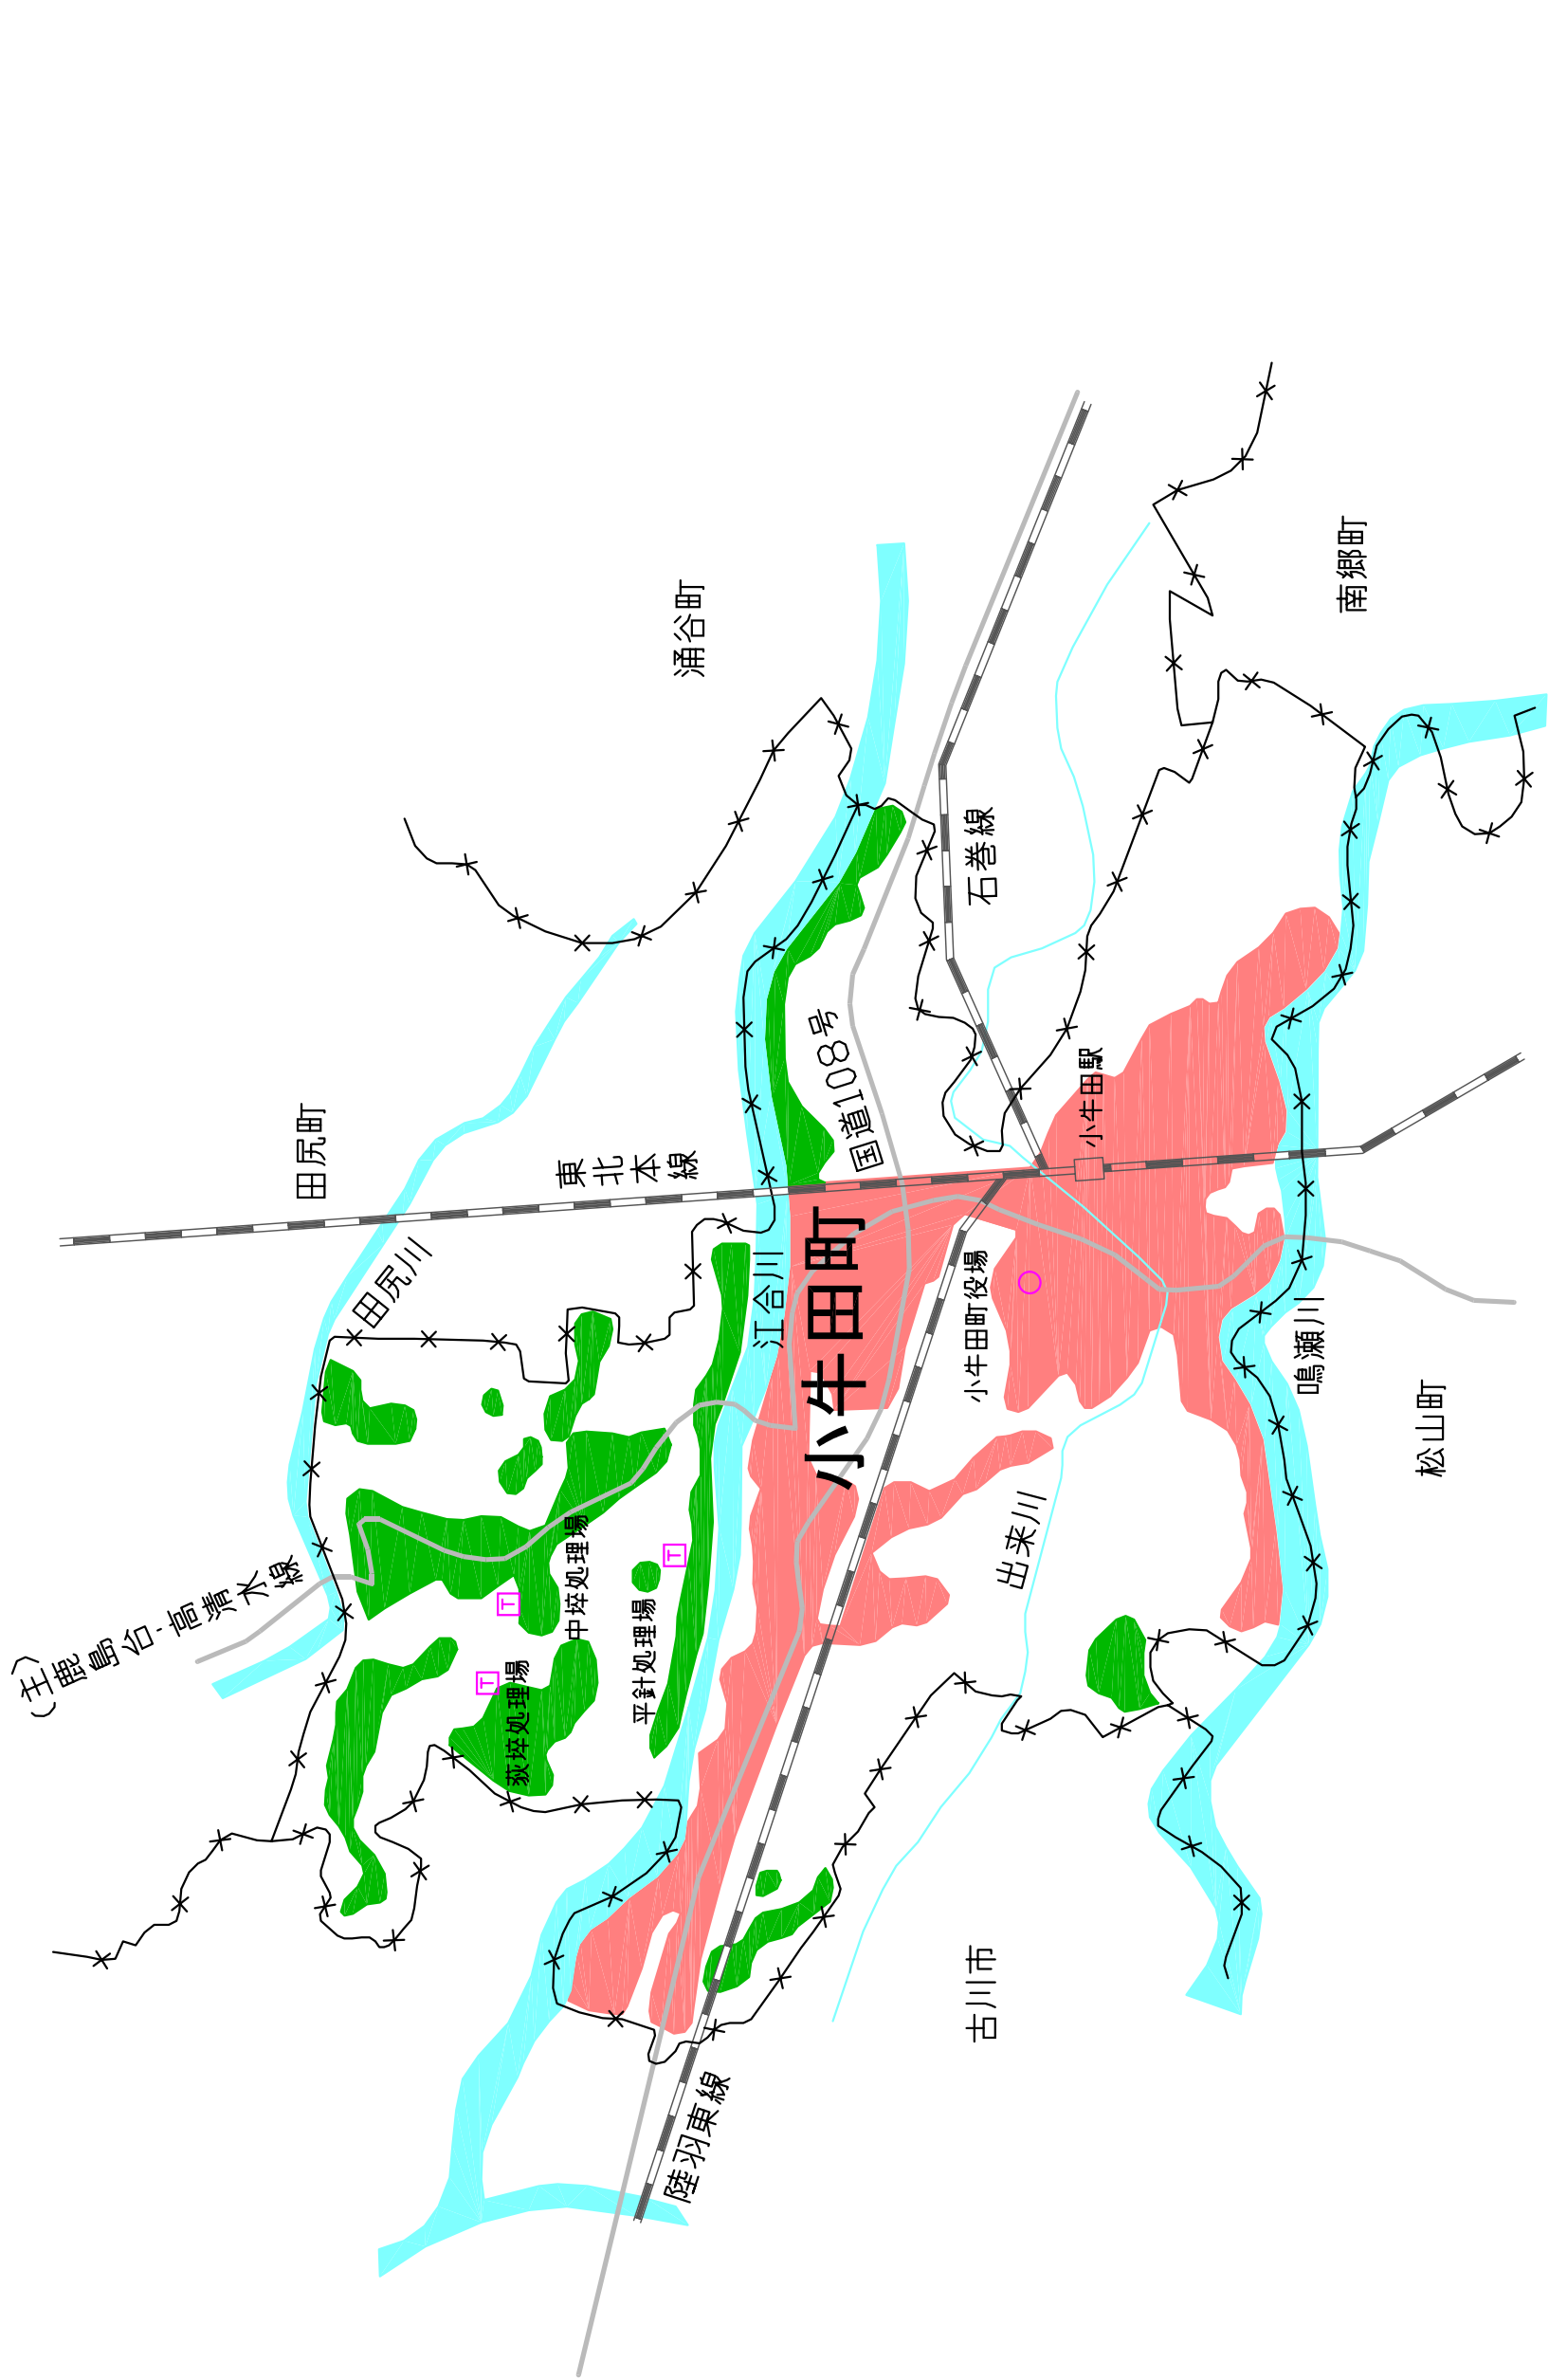 (主)鹿島台-高清水線
田尻町
田尻川
涌谷町
東北本線
中埣処理場
荻埣処理場
平針処理場
江合川
小牛田町
国道108号
石巻線
小牛田駅
小牛田町役場
出来川
鳴瀬川
南郷町
松山町
古川市
陸羽東線
T
T
T